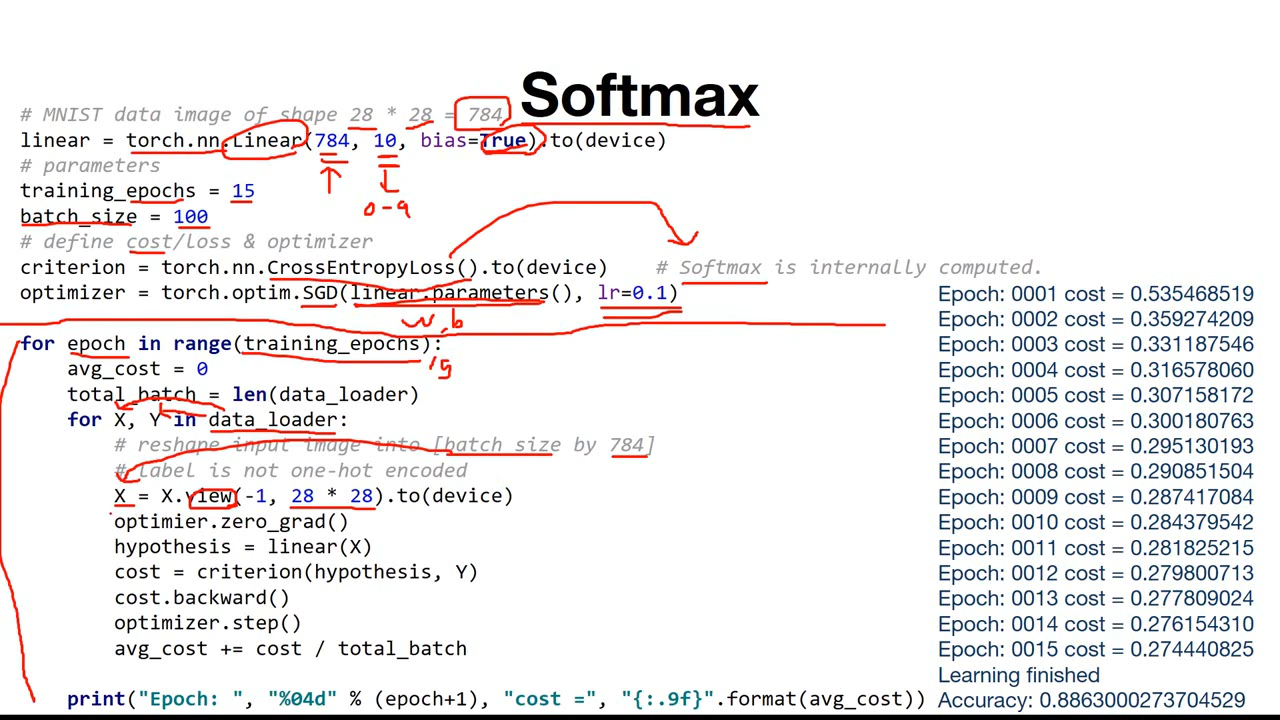 Softmax
# MNIST data image of shape 28 * 28 = 784
linear = torch.nn.Linear(784, 10, bias=True).to(device)
# parameters
training_epochs = 15
batch_size = 100
0-9
# define cost/loss & optimizer
criterion = torch.nn.CrossEntropyLoss().to(device)    # Softmax is internally computed.
optimizer = torch.optim.SGD(linear.parameters(), lr=0.1)
w, b
for epoch in range(training_epochs):
15
avg_cost = 0
total_batch = len(data_loader)
for X, Y in data_loader:
# reshape input image into [batch size by 784]
# label is not one-hot encoded
X = X.view(-1, 28 * 28).to(device)
optimier.zero_grad()
hypothesis = linear(X)
cost = criterion(hypothesis, Y)
cost.backward()
optimizer.step()
avg_cost += cost / total_batch
print("Epoch: ", "%04d" % (epoch+1), "cost =", "{:.9f}".format(avg_cost))
Epoch: 0001 cost = 0.535468519
Epoch: 0002 cost = 0.359274209
Epoch: 0003 cost = 0.331187546
Epoch: 0004 cost = 0.316578060
Epoch: 0005 cost = 0.307158172
Epoch: 0006 cost = 0.300180763
Epoch: 0007 cost = 0.295130193
Epoch: 0008 cost = 0.290851504
Epoch: 0009 cost = 0.287417084
Epoch: 0010 cost = 0.284379542
Epoch: 0011 cost = 0.281825215
Epoch: 0012 cost = 0.279800713
Epoch: 0013 cost = 0.277809024
Epoch: 0014 cost = 0.276154310
Epoch: 0015 cost = 0.274440825
Learning finished
Accuracy: 0.8863000273704529